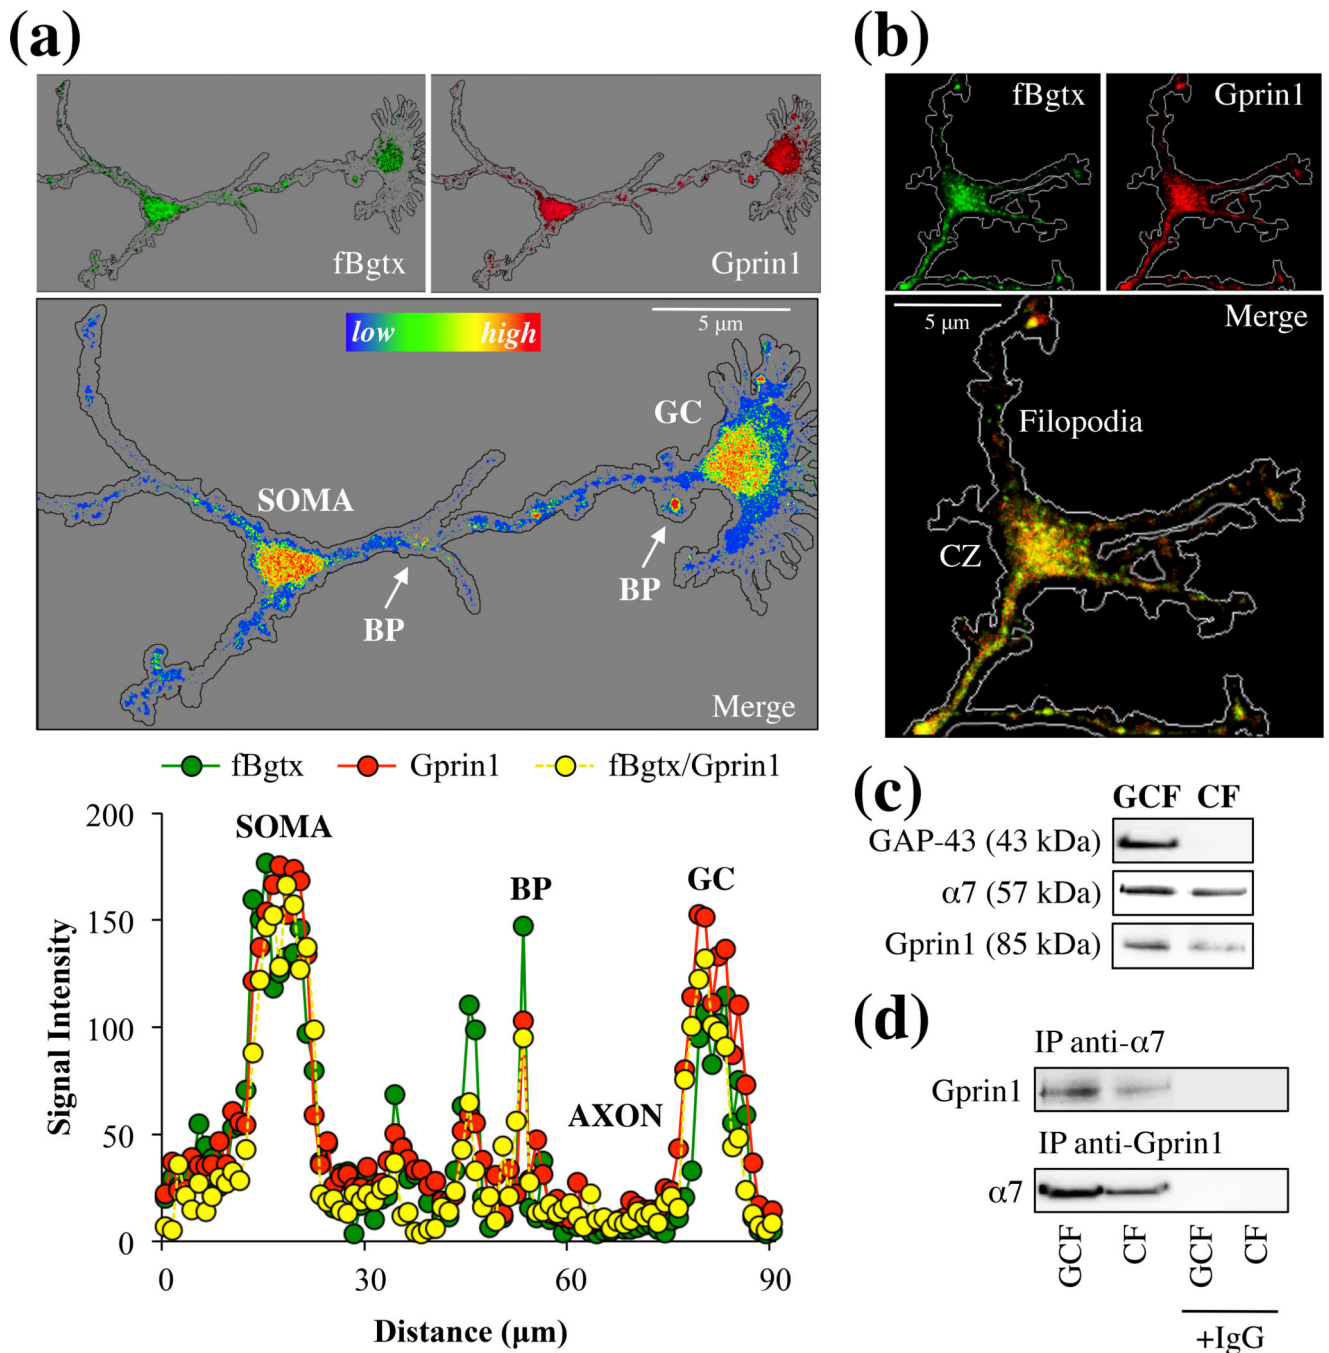 (a)
fBgtx
Gprin1
low high
5 μm
GC
SOMA
BP
BP
Merge
fBgtx Gprin1 fBgtx/Gprin1
200
150
100
50
0
Signal Intensity
SOMA
BP
GC
AXON
0 30 60 90
Distance (μm)
(b)
fBgtx
Gprin1
5 μm
Merge
Filopodia
CZ
(c)
GCF CF
GAP-43 (43 kDa)
α7 (57 kDa)
Gprin1 (85 kDa)
(d)
IP anti-α7
Gprin1
IP anti-Gprin1
α7
GCF CF GCF CF
+IgG